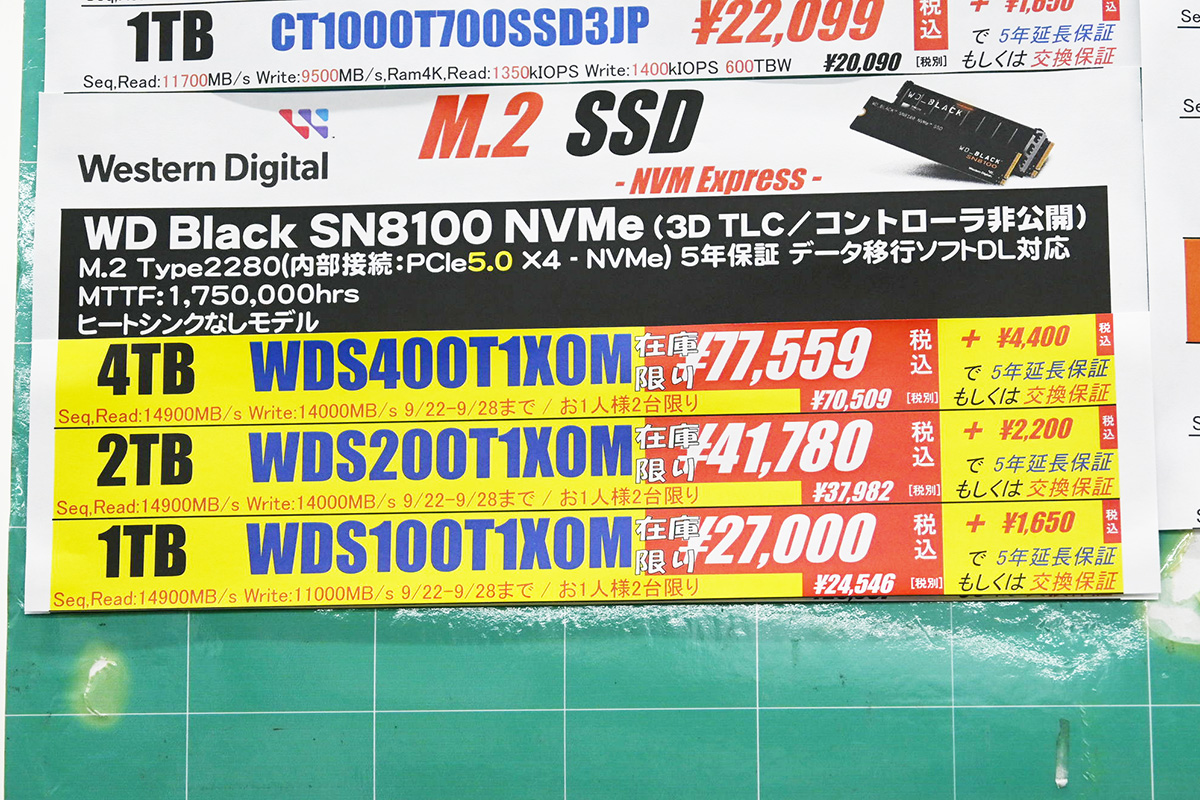 1TB CT1000T700SSD3JP ¥22,099 税込 + ¥1,650
で 5年延長保証
Seq,Read:11700MB/s Write:9500MB/s,Ram4K,Read:1350kIOPS Write:1400kIOPS 600TBW ¥20,090 [税別] もしくは 交換保証
Western Digital
M.2 SSD
- NVM Express -
WD_BLACK
WD_BLACK
SN8100
Western Digital
WD Black SN8100 NVMe (3D TLC/コントローラ非公開)
M.2 Type2280(内部接続:PCIe5.0 X4 - NVMe) 5年保証 データ移行ソフトDL対応
MTTF:1,750,000hrs
ヒートシンクなしモデル
4TB WDS400T1X0M 在庫限り ¥77,559 税込 + ¥4,400 税込
で 5年延長保証
Seq,Read:14900MB/s Write:14000MB/s 9/22-9/28まで / お1人様2台限り ¥70,509 [税別] もしくは 交換保証
2TB WDS200T1X0M 在庫限り ¥41,780 税込 + ¥2,200 税込
で 5年延長保証
Seq,Read:14900MB/s Write:14000MB/s 9/22-9/28まで / お1人様2台限り ¥37,982 [税別] もしくは 交換保証
1TB WDS100T1X0M 在庫限り ¥27,000 税込 + ¥1,650 税込
で 5年延長保証
Seq,Read:14900MB/s Write:11000MB/s 9/22-9/28まで / お1人様2台限り ¥24,546 [税別] もしくは 交換保証